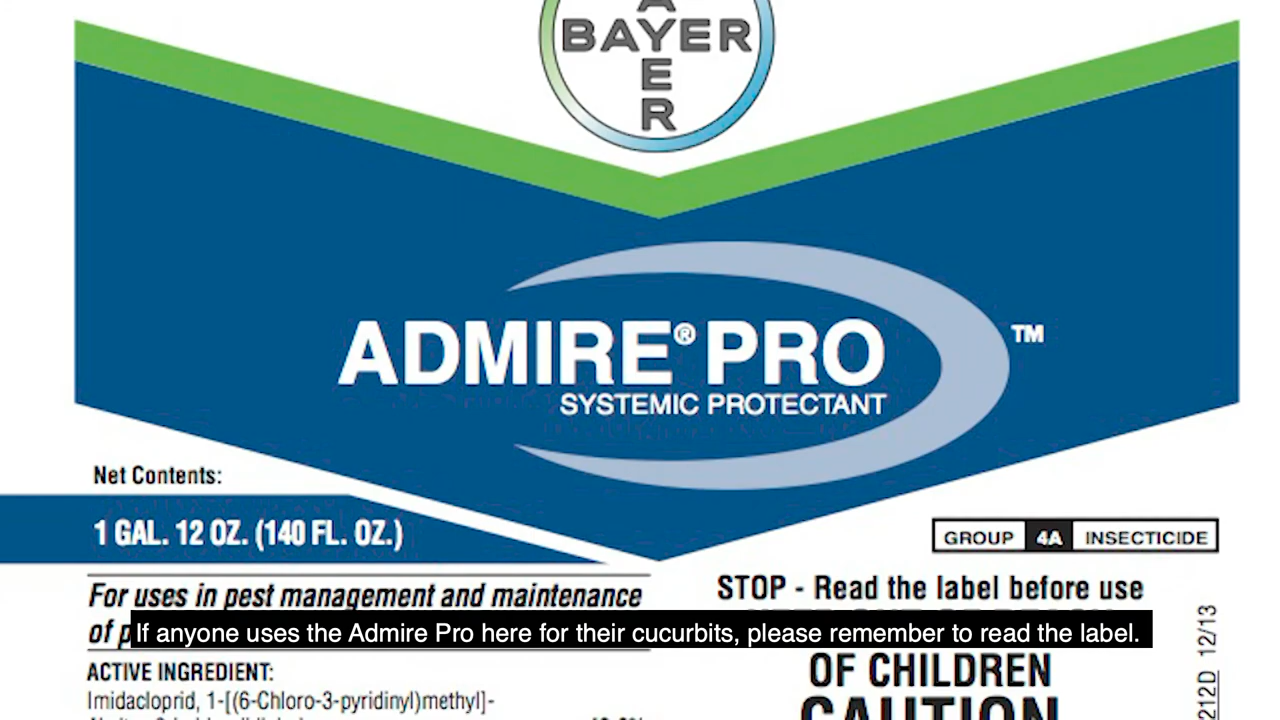 BAYER
A
E
R
ADMIRE® PRO
™
SYSTEMIC PROTECTANT
Net Contents:
1 GAL. 12 OZ. (140 FL. OZ.)
GROUP 4A INSECTICIDE
For uses in pest management and maintenance
of
STOP - Read the label before use
If anyone uses the Admire Pro here for their cucurbits, please remember to read the label.
OF CHILDREN
CAUTION
ACTIVE INGREDIENT:
Imidacloprid, 1-[(6-Chloro-3-pyridinyl)methyl]-
212D 12/13